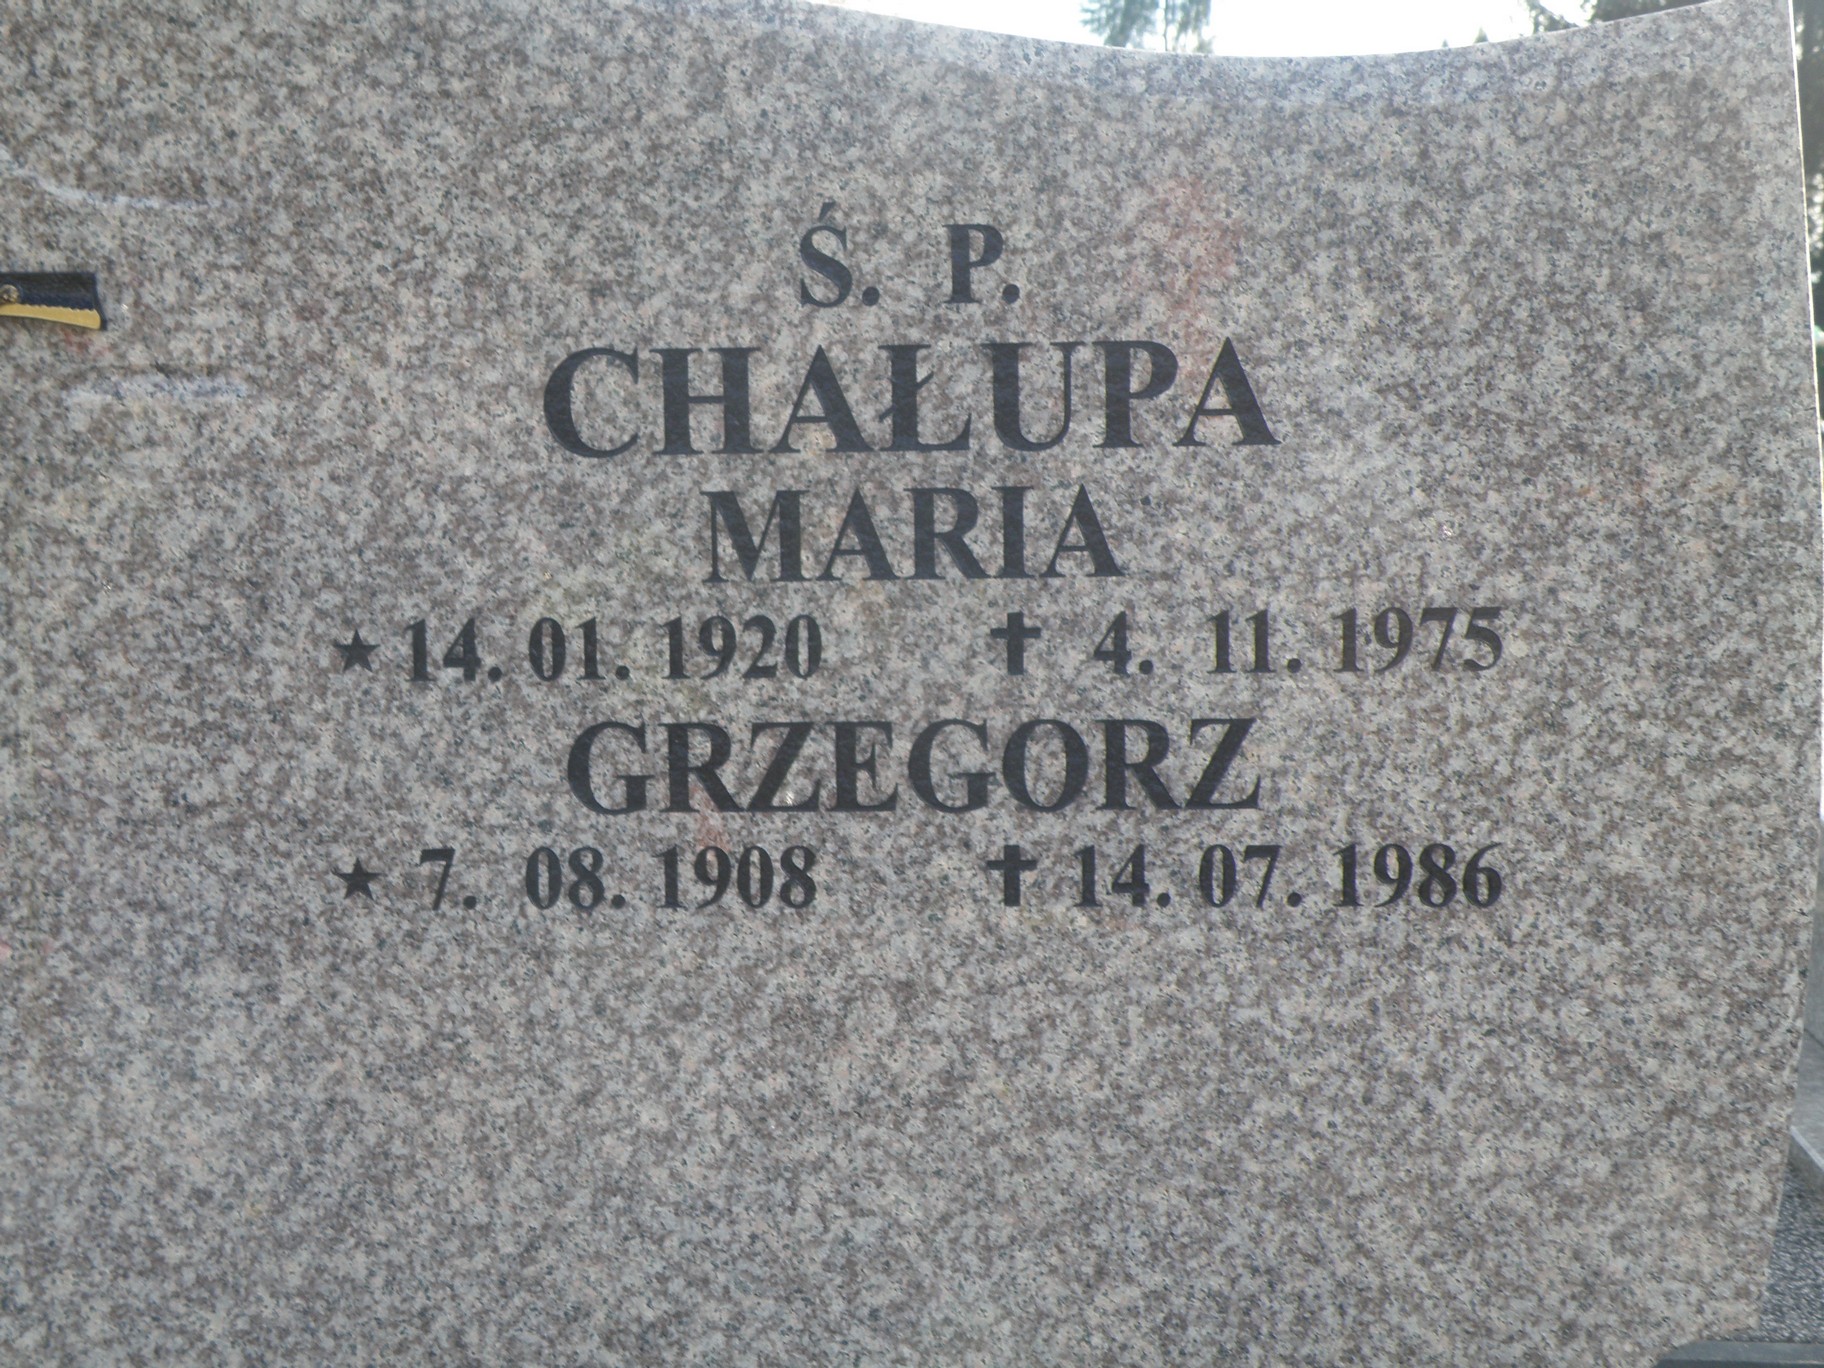 Ś. P.
CHAŁUPA
MARIA
★ 14. 01. 1920 ✝ 4. 11. 1975
GRZEGORZ
★ 7. 08. 1908 ✝ 14. 07. 1986